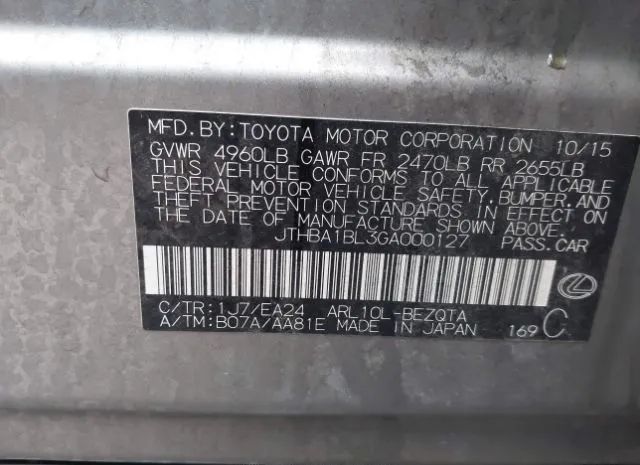 MFD. BY: TOYOTA MOTOR CORPORATION 10/15
GVWR 4960LB GAWR FR 2470LB RR 2655LB
THIS VEHICLE CONFORMS TO ALL APPLICABLE
FEDERAL MOTOR VEHICLE SAFETY, BUMPER, AND
THEFT PREVENTION STANDARDS IN EFFECT ON
THE DATE OF MANUFACTURE SHOWN ABOVE.
JTHBA1BL3GA000127 PASS. CAR
C/TR: 1J7/EA24 ARL10L-BEZQTA
A/TM: B07A/AA81E MADE IN JAPAN 169 C